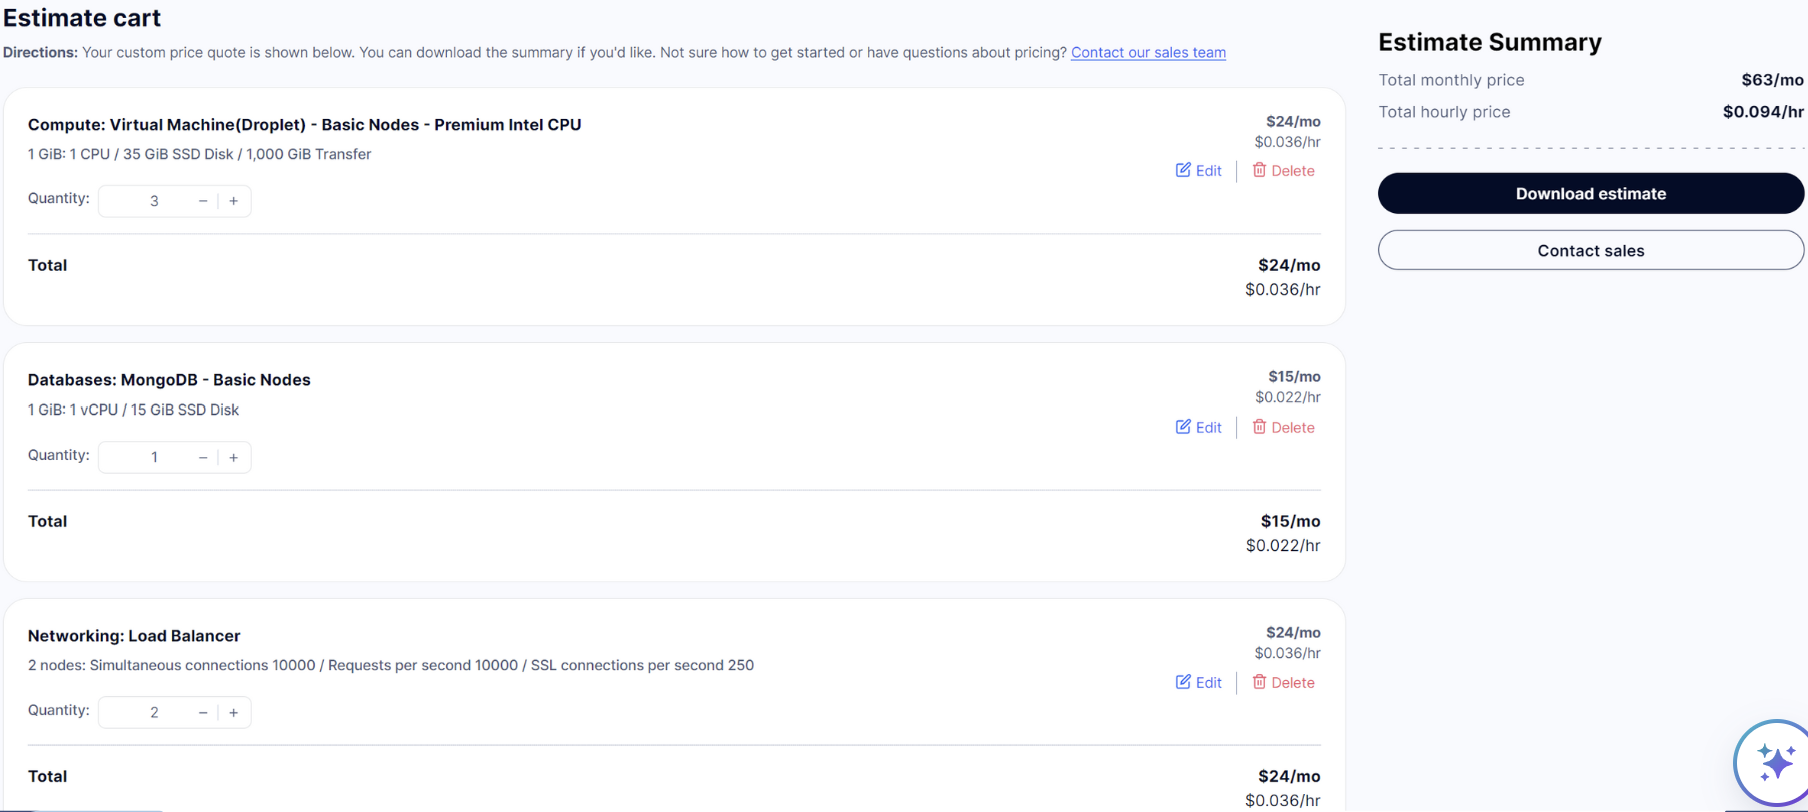 Estimate cart
Directions: Your custom price quote is shown below. You can download the summary if you'd like. Not sure how to get started or have questions about pricing? Contact our sales team
Compute: Virtual Machine(Droplet) - Basic Nodes - Premium Intel CPU
$24/mo
1 GiB: 1 CPU / 35 GiB SSD Disk / 1,000 GiB Transfer
$0.036/hr
Edit
Delete
Quantity: 3 − +
Total
$24/mo
$0.036/hr
Databases: MongoDB - Basic Nodes
$15/mo
1 GiB: 1 vCPU / 15 GiB SSD Disk
$0.022/hr
Edit
Delete
Quantity: 1 − +
Total
$15/mo
$0.022/hr
Networking: Load Balancer
$24/mo
2 nodes: Simultaneous connections 10000 / Requests per second 10000 / SSL connections per second 250
$0.036/hr
Edit
Delete
Quantity: 2 − +
Total
$24/mo
$0.036/hr
Estimate Summary
Total monthly price $63/mo
Total hourly price $0.094/hr
Download estimate
Contact sales